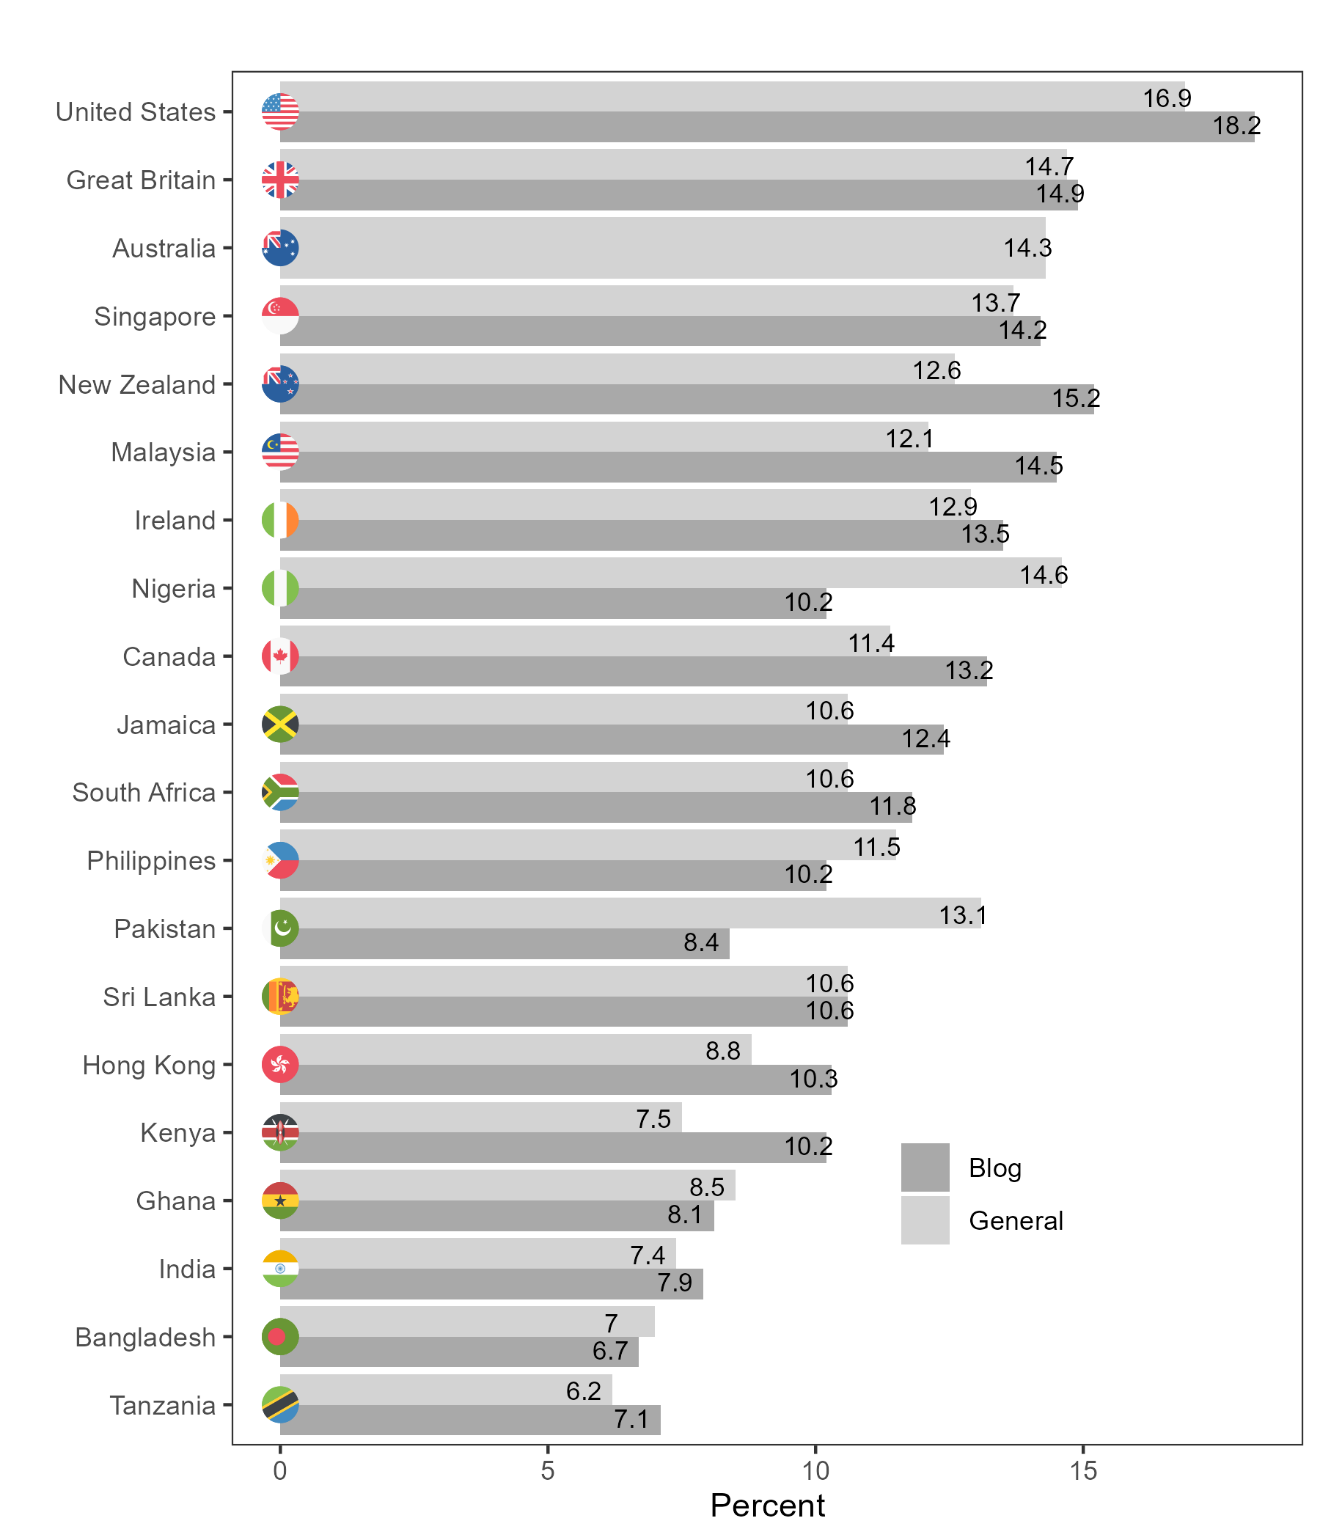 United States 16.9
18.2
Great Britain 14.7
14.9
Australia 14.3
Singapore 13.7
14.2
New Zealand 12.6
15.2
Malaysia 12.1
14.5
Ireland 12.9
13.5
Nigeria 14.6
10.2
Canada 11.4
13.2
Jamaica 10.6
12.4
South Africa 10.6
11.8
Philippines 11.5
10.2
Pakistan 13.1
8.4
Sri Lanka 10.6
10.6
Hong Kong 8.8
10.3
Kenya 7.5
10.2
Blog
Ghana 8.5
8.1
General
India 7.4
7.9
Bangladesh 7
6.7
Tanzania 6.2
7.1
0 5 10 15
Percent